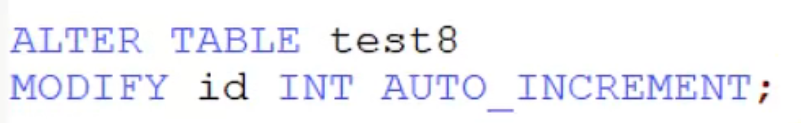 ALTER TABLE test8
MODIFY id INT AUTO_INCREMENT;